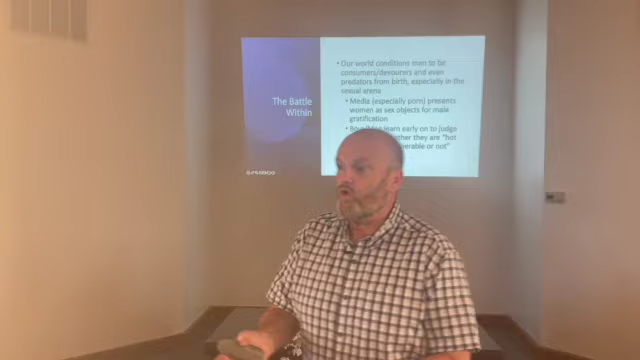 The Battle
Within
• Our world conditions men to be
consumers/devourers and even
predators from birth, especially in the
sexual arena
• Media (especially porn) presents
women as sex objects for male
gratification
learn early on to judge
they are "hot
or not"